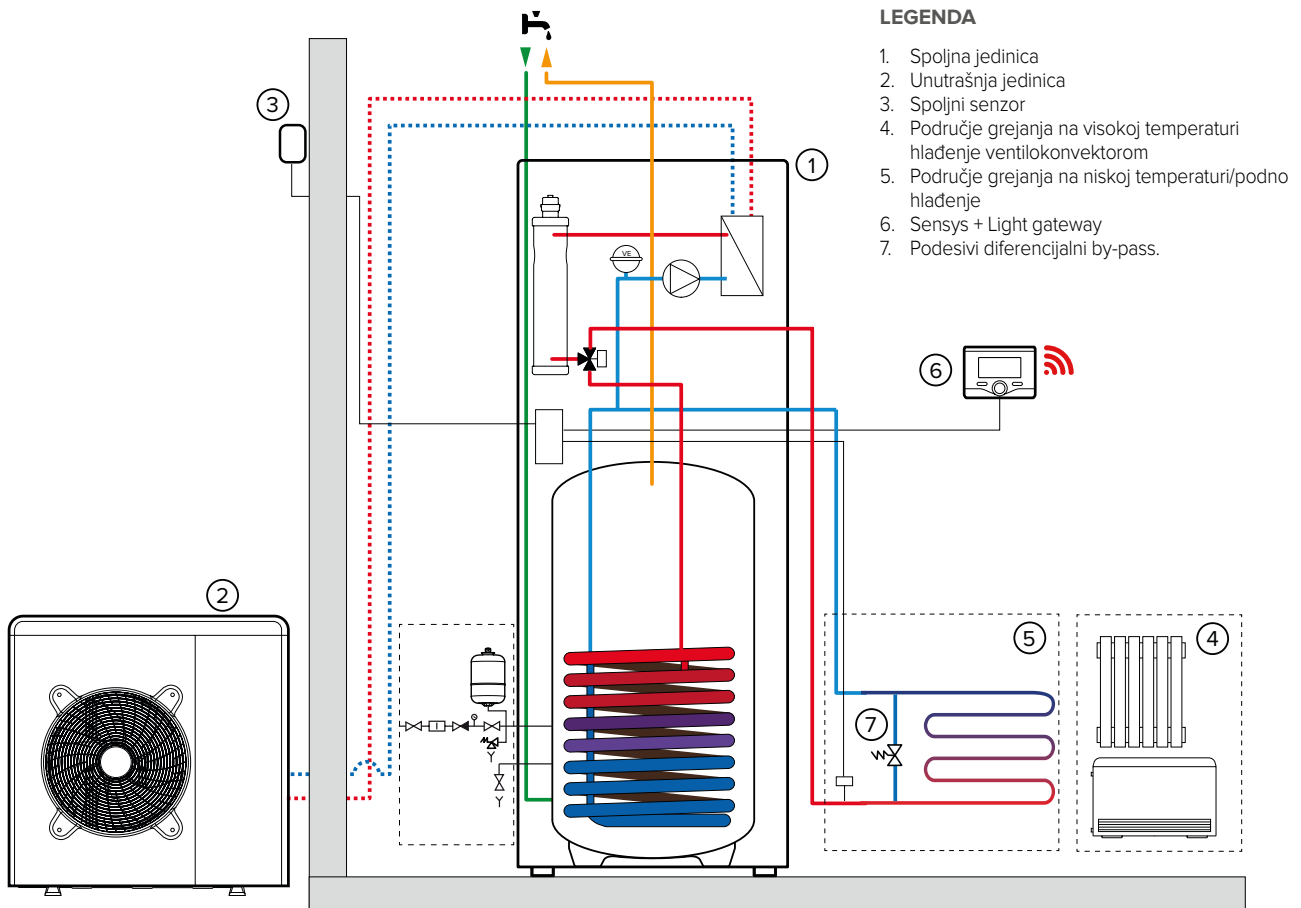 LEGENDA
1. Spoljna jedinica
2. Unutrašnja jedinica
3. Spoljni senzor
4. Područje grejanja na visokoj temperaturi
hlađenje ventilokonvektorom
5. Područje grejanja na niskoj temperaturi/podno
hlađenje
6. Sensys + Light gateway
7. Podesivi diferencijalni by-pass.
3
1
VE
6
2
5
4
7